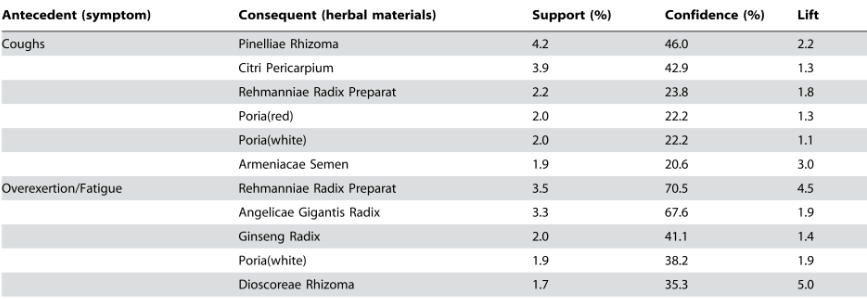 Antecedent (symptom) Consequent (herbal materials) Support (%) Confidence (%) Lift
Coughs Pinelliae Rhizoma 4.2 46.0 2.2
Citri Pericarpium 3.9 42.9 1.3
Rehmanniae Radix Preparat 2.2 23.8 1.8
Poria(red) 2.0 22.2 1.3
Poria(white) 2.0 22.2 1.1
Armeniacae Semen 1.9 20.6 3.0
Overexertion/Fatigue Rehmanniae Radix Preparat 3.5 70.5 4.5
Angelicae Gigantis Radix 3.3 67.6 1.9
Ginseng Radix 2.0 41.1 1.4
Poria(white) 1.9 38.2 1.9
Dioscoreae Rhizoma 1.7 35.3 5.0